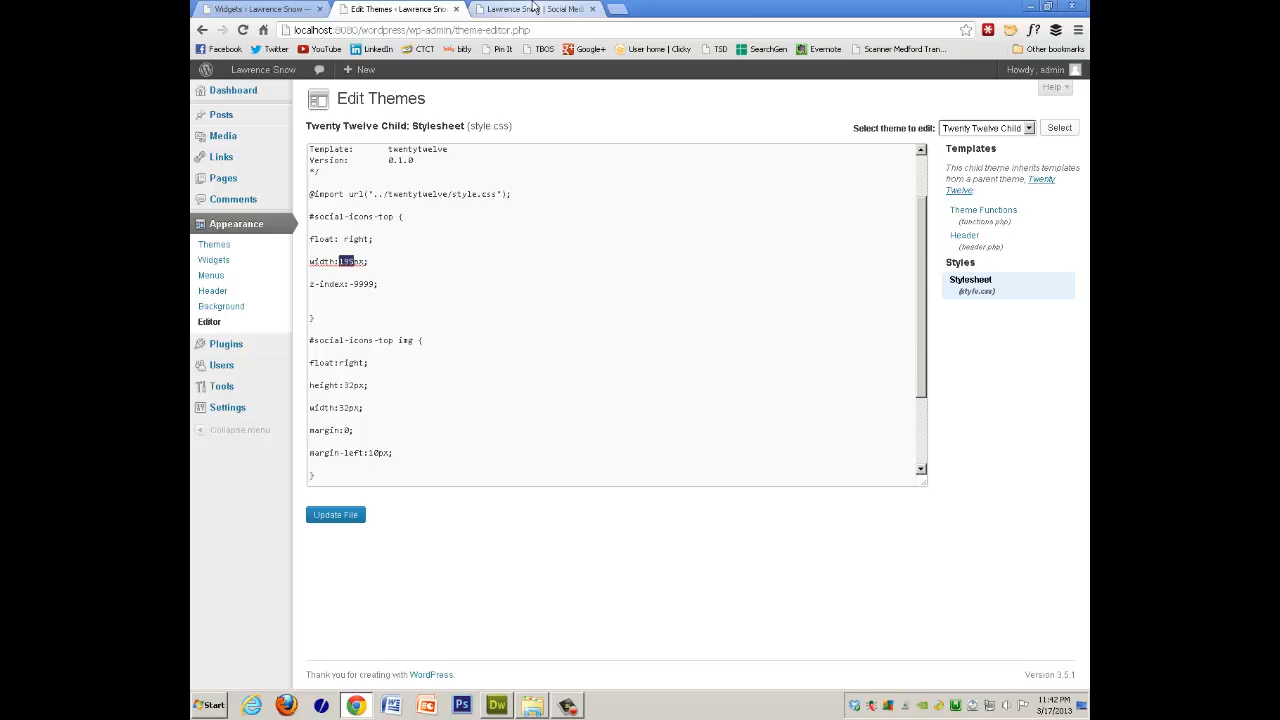 Widgets ‹ Lawrence Snow —
Edit Themes ‹ Lawrence Snow
Lawrence Snow | Social Medi
localhost:8080/wordpress/wp-admin/theme-editor.php
Facebook Twitter YouTube LinkedIn CTCT bitly Pin It TBOS Google+ User home | Clicky TSD SearchGen Evernote Scanner Medford Tran... Other bookmarks
Lawrence Snow + New Howdy, admin
Help
Dashboard
Posts
Media
Links
Pages
Comments
Appearance
Themes
Widgets
Menus
Header
Background
Editor
Plugins
Users
Tools
Settings
Collapse menu
Edit Themes
Twenty Twelve Child: Stylesheet (style.css)
Select theme to edit: Twenty Twelve Child Select
Template: twentytwelve
Version: 0.1.0
*/
@import url("../twentytwelve/style.css");
#social-icons-top {
float: right;
width:195px;
z-index:-9999;
}
#social-icons-top img {
float:right;
height:32px;
width:32px;
margin:0;
margin-left:10px;
}
Templates
This child theme inherits templates
from a parent theme, Twenty
Twelve.
Theme Functions
(functions.php)
Header
(header.php)
Styles
Stylesheet
(style.css)
Update File
Thank you for creating with WordPress.
Version 3.5.1
Start
Ps
Dw
11:42 PM
3/17/2013